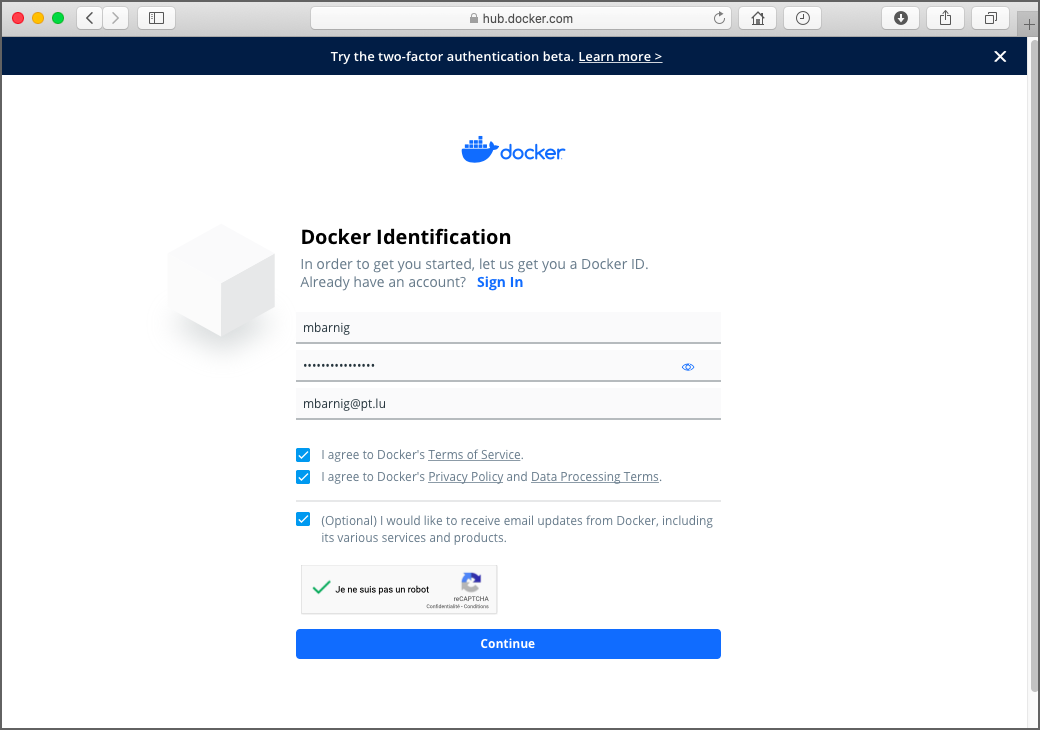 hub.docker.com
Try the two-factor authentication beta. Learn more >
docker
Docker Identification
In order to get you started, let us get you a Docker ID.
Already have an account? Sign In
mbarnig
•••••••••••••••
mbarnig@pt.lu
I agree to Docker's Terms of Service.
I agree to Docker's Privacy Policy and Data Processing Terms.
(Optional) I would like to receive email updates from Docker, including
its various services and products.
Je ne suis pas un robot
reCAPTCHA
Confidentialité - Conditions
Continue